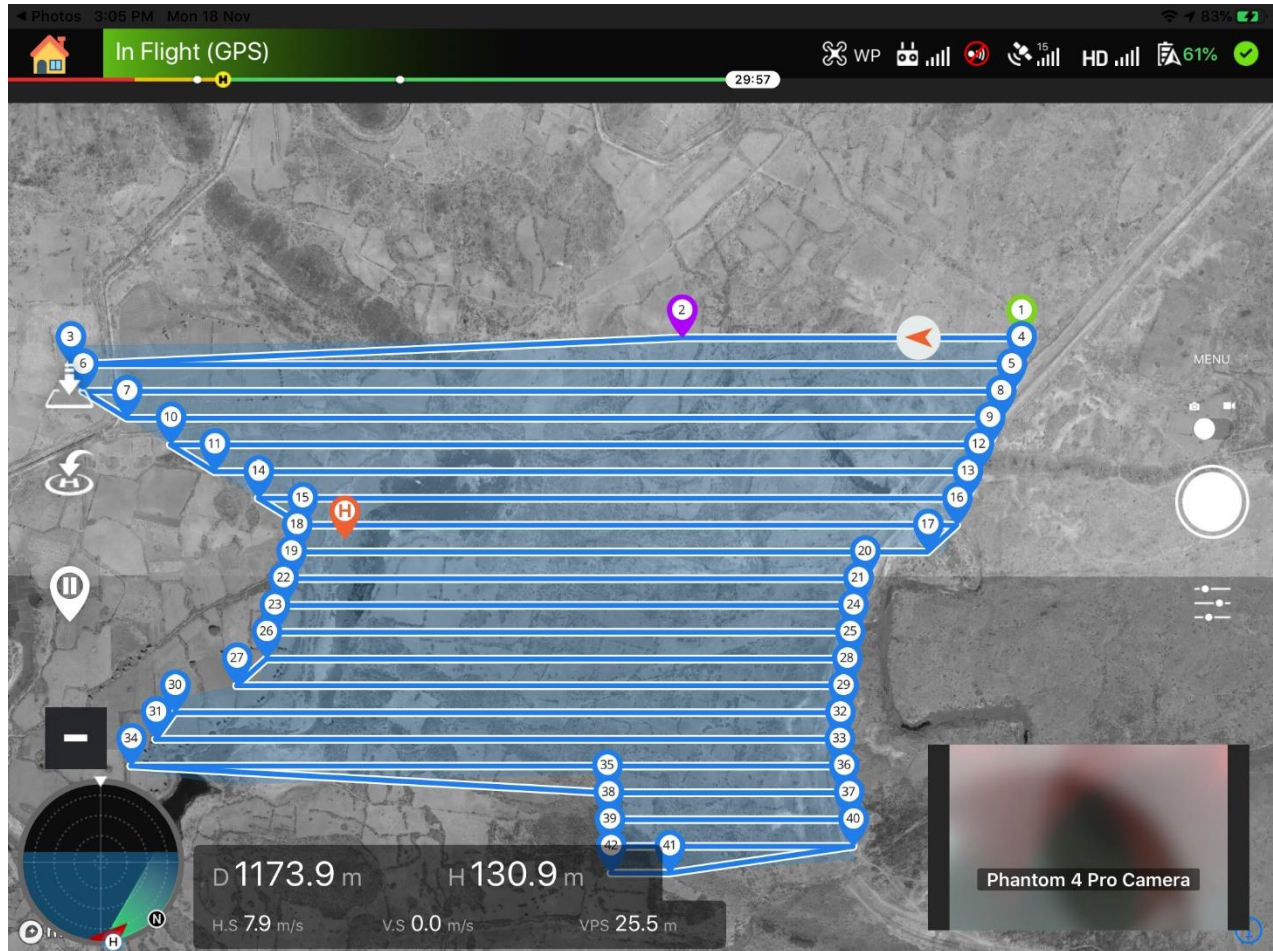 ◀ Photos 3:05 PM Mon 18 Nov 83%
In Flight (GPS) WP 15 HD 61%
H 29:57
2 1
3 4
6 5
MENU
7 8
10 9
11 12
14 13
15 16
H
18 17
19 20
22 21
23 24
26 25
27 28
30 29
31 32
34 33
35 36
38 37
39 40
42 41
D 1173.9 m H 130.9 m
Phantom 4 Pro Camera
H.S 7.9 m/s V.S 0.0 m/s VPS 25.5 m
N
H